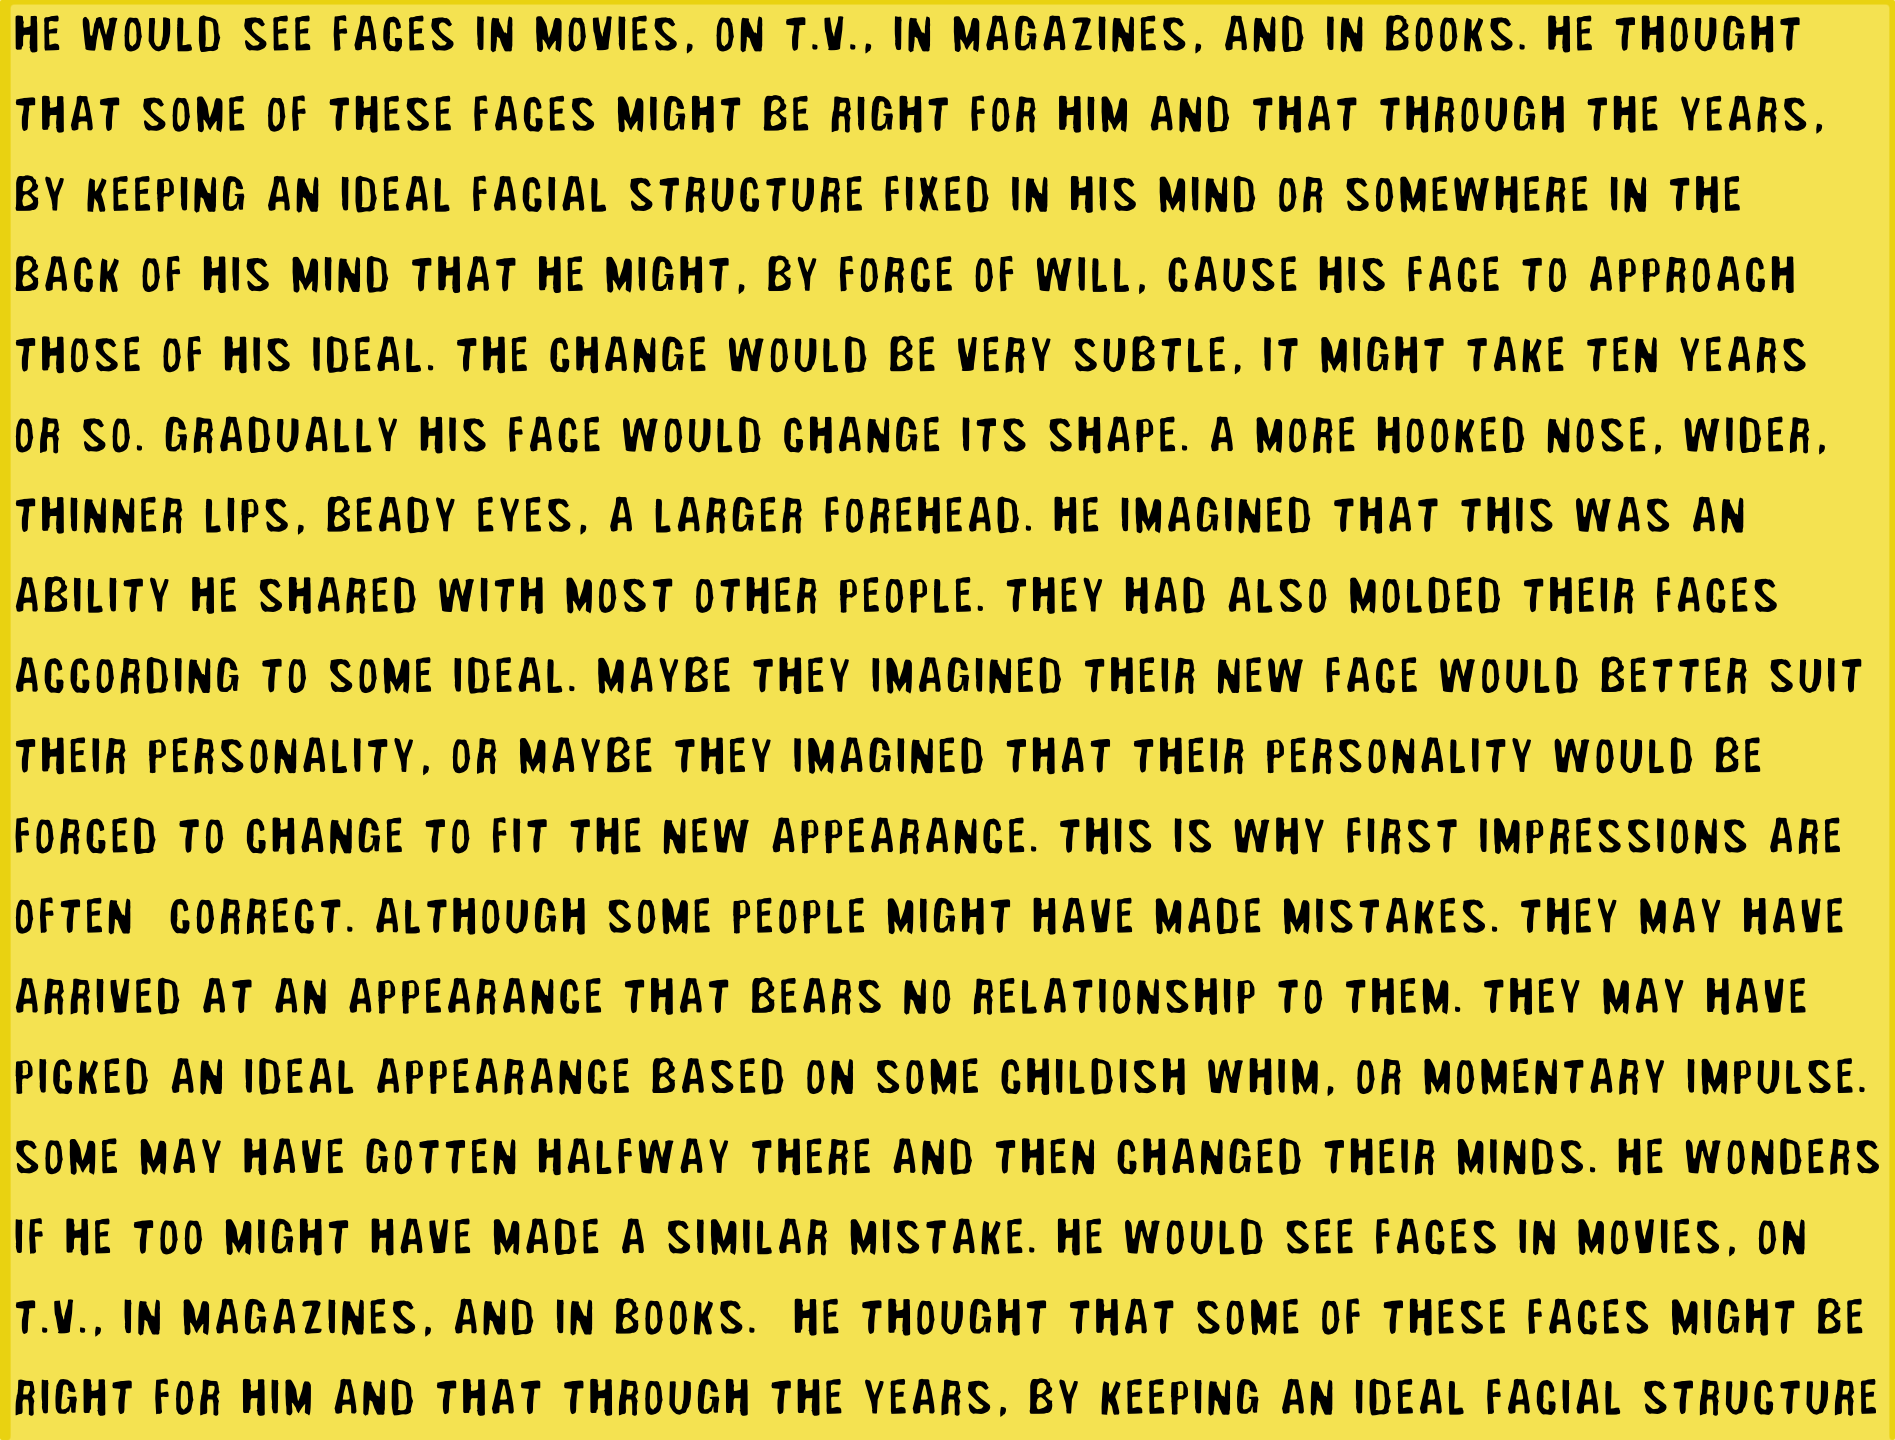 HE WOULD SEE FACES IN MOVIES, ON T.V., IN MAGAZINES, AND IN BOOKS. HE THOUGHT
THAT SOME OF THESE FACES MIGHT BE RIGHT FOR HIM AND THAT THROUGH THE YEARS,
BY KEEPING AN IDEAL FACIAL STRUCTURE FIXED IN HIS MIND OR SOMEWHERE IN THE
BACK OF HIS MIND THAT HE MIGHT, BY FORCE OF WILL, CAUSE HIS FACE TO APPROACH
THOSE OF HIS IDEAL. THE CHANGE WOULD BE VERY SUBTLE, IT MIGHT TAKE TEN YEARS
OR SO. GRADUALLY HIS FACE WOULD CHANGE ITS SHAPE. A MORE HOOKED NOSE, WIDER,
THINNER LIPS, BEADY EYES, A LARGER FOREHEAD. HE IMAGINED THAT THIS WAS AN
ABILITY HE SHARED WITH MOST OTHER PEOPLE. THEY HAD ALSO MOLDED THEIR FACES
ACCORDING TO SOME IDEAL. MAYBE THEY IMAGINED THEIR NEW FACE WOULD BETTER SUIT
THEIR PERSONALITY, OR MAYBE THEY IMAGINED THAT THEIR PERSONALITY WOULD BE
FORCED TO CHANGE TO FIT THE NEW APPEARANCE. THIS IS WHY FIRST IMPRESSIONS ARE
OFTEN  CORRECT. ALTHOUGH SOME PEOPLE MIGHT HAVE MADE MISTAKES. THEY MAY HAVE
ARRIVED AT AN APPEARANCE THAT BEARS NO RELATIONSHIP TO THEM. THEY MAY HAVE
PICKED AN IDEAL APPEARANCE BASED ON SOME CHILDISH WHIM, OR MOMENTARY IMPULSE.
SOME MAY HAVE GOTTEN HALFWAY THERE AND THEN CHANGED THEIR MINDS. HE WONDERS
IF HE TOO MIGHT HAVE MADE A SIMILAR MISTAKE. HE WOULD SEE FACES IN MOVIES, ON
T.V., IN MAGAZINES, AND IN BOOKS.  HE THOUGHT THAT SOME OF THESE FACES MIGHT BE
RIGHT FOR HIM AND THAT THROUGH THE YEARS, BY KEEPING AN IDEAL FACIAL STRUCTURE